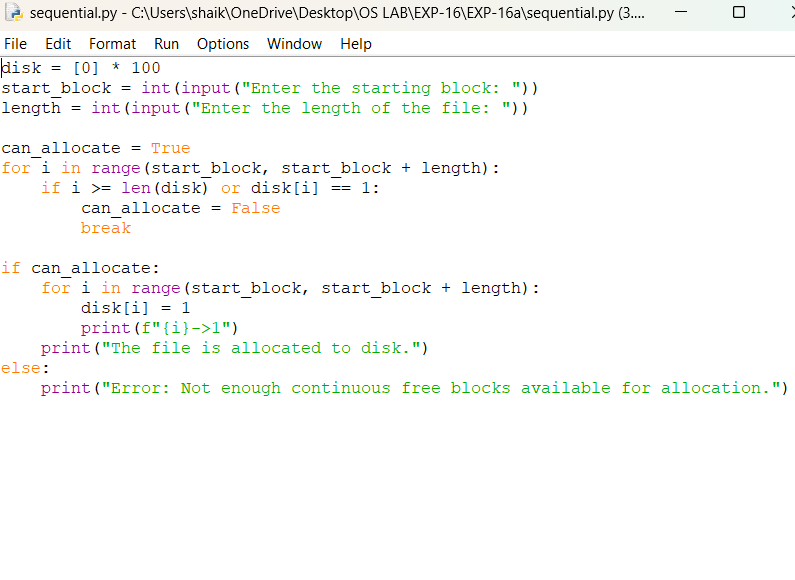 sequential.py - C:\Users\shaik\OneDrive\Desktop\OS LAB\EXP-16\EXP-16a\sequential.py (3....
File Edit Format Run Options Window Help
disk = [0] * 100
start_block = int(input("Enter the starting block: "))
length = int(input("Enter the length of the file: "))

can_allocate = True
for i in range(start_block, start_block + length):
    if i >= len(disk) or disk[i] == 1:
        can_allocate = False
        break

if can_allocate:
    for i in range(start_block, start_block + length):
        disk[i] = 1
        print(f"{i}->1")
    print("The file is allocated to disk.")
else:
    print("Error: Not enough continuous free blocks available for allocation.")